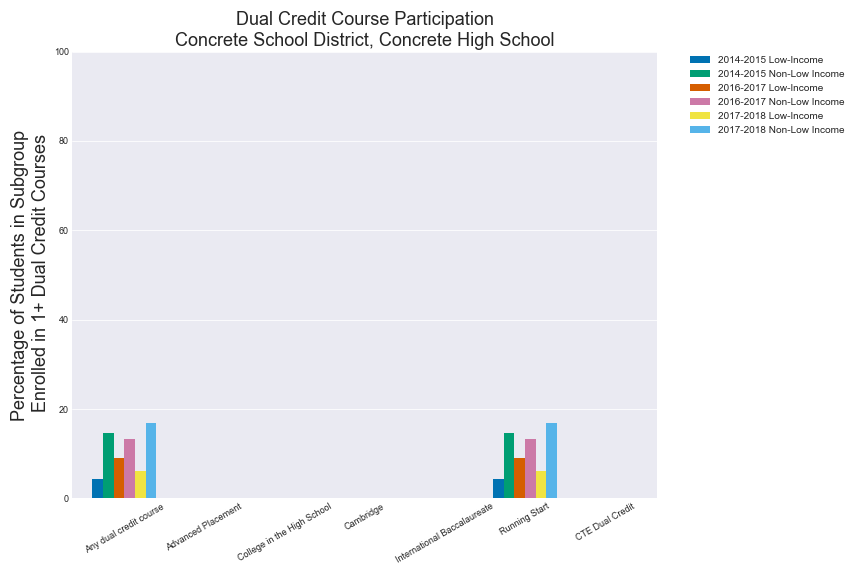 Dual Credit Course Participation
Concrete School District, Concrete High School
Percentage of Students in Subgroup
Enrolled in 1+ Dual Credit Courses
100
80
60
40
20
0
Any dual credit course
Advanced Placement
College in the High School
Cambridge
International Baccalaureate
Running Start
CTE Dual Credit
2014-2015 Low-Income
2014-2015 Non-Low Income
2016-2017 Low-Income
2016-2017 Non-Low Income
2017-2018 Low-Income
2017-2018 Non-Low Income